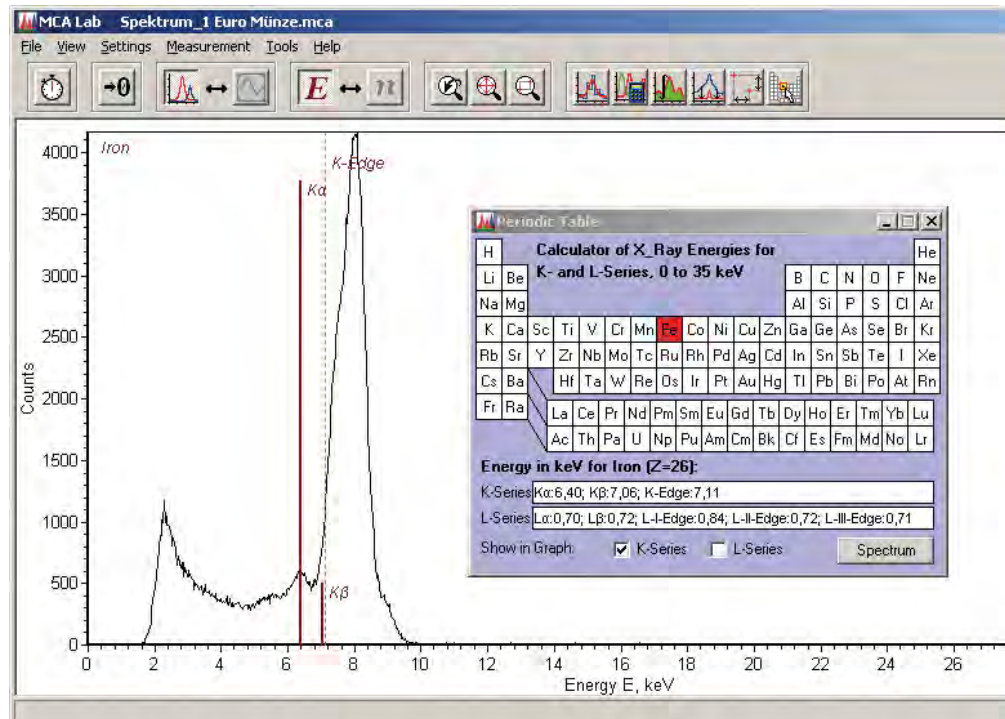 MCA Lab Spektrum_1 Euro Münze.mca
File View Settings Measurement Tools Help
→0 E n
Iron
K-Edge
Kα
Kβ
Counts
4000
3500
3000
2500
2000
1500
1000
500
0
0 2 4 6 8 10 12 14 16 18 20 22 24 26
Energy E, keV
Periodic Table
Calculator of X_Ray Energies for
K- and L-Series, 0 to 35 keV
H He
Li Be B C N O F Ne
Na Mg Al Si P S Cl Ar
K Ca Sc Ti V Cr Mn Fe Co Ni Cu Zn Ga Ge As Se Br Kr
Rb Sr Y Zr Nb Mo Tc Ru Rh Pd Ag Cd In Sn Sb Te I Xe
Cs Ba Hf Ta W Re Os Ir Pt Au Hg Tl Pb Bi Po At Rn
Fr Ra La Ce Pr Nd Pm Sm Eu Gd Tb Dy Ho Er Tm Yb Lu
Ac Th Pa U Np Pu Am Cm Bk Cf Es Fm Md No Lr
Energy in keV for Iron (Z=26):
K-Series Kα:6,40; Kβ:7,06; K-Edge:7,11
L-Series Lα:0,70; Lβ:0,72; L-I-Edge:0,84; L-II-Edge:0,72; L-III-Edge:0,71
Show in Graph: K-Series L-Series Spectrum